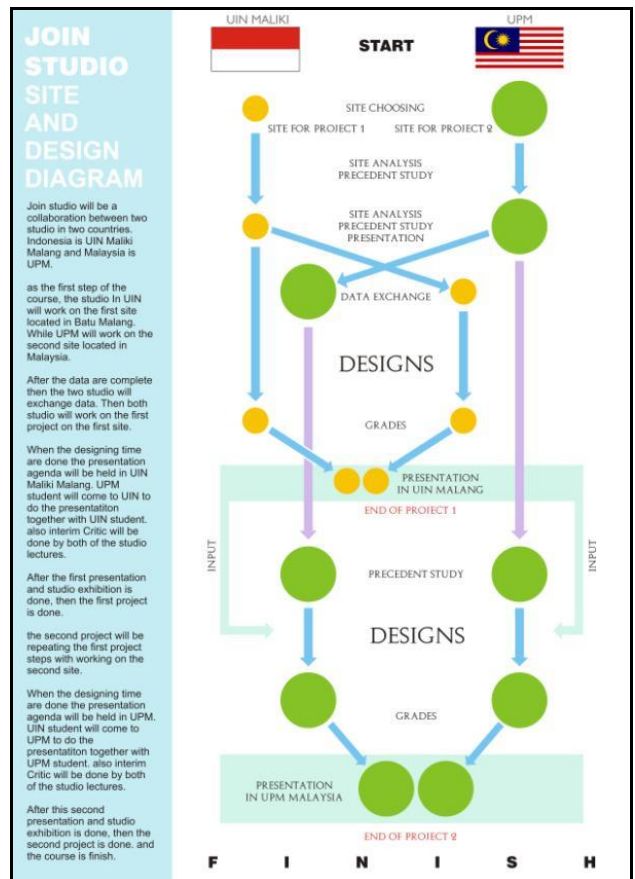 JOIN
STUDIO
SITE
AND
DESIGN
DIAGRAM
Join studio will be a
collaboration between two
studio in two countries.
Indonesia is UIN Maliki
Malang and Malaysia is
UPM.
as the first step of the
course, the studio In UIN
will work on the first site
located in Batu Malang.
While UPM will work on the
second site located in
Malaysia.
After the data are complete
then the two studio will
exchange data. Then both
studio will work on the first
project on the first site.
When the designing time
are done the presentation
agenda will be held in UIN
Maliki Malang. UPM
student will come to UIN to
do the presentatiton
together with UIN student.
also interim Critic will be
done by both of the studio
lectures.
After the first presentation
and studio exhibition is
done, then the first project
is done.
the second project will be
repeating the first project
steps with working on the
second site.
When the designing time
are done the presentation
agenda will be held in UPM.
UIN student will come to
UPM to do the
presentatiton together with
UPM student. also interim
Critic will be done by both
of the studio lectures.
After this second
presentation and studio
exhibition is done, then the
second project is done. and
the course is finish.
UIN MALIKI
START
UPM
SITE CHOOSING
SITE FOR PROJECT 1
SITE FOR PROJECT 2
SITE ANALYSIS
PRECEDENT STUDY
SITE ANALYSIS
PRECEDENT STUDY
PRESENTATION
DATA EXCHANGE
DESIGNS
GRADES
PRESENTATION
IN UIN MALANG
END OF PROJECT 1
INPUT
PRECEDENT STUDY
INPUT
DESIGNS
GRADES
PRESENTATION
IN UPM MALAYSIA
END OF PROJECT 2
F I N I S H